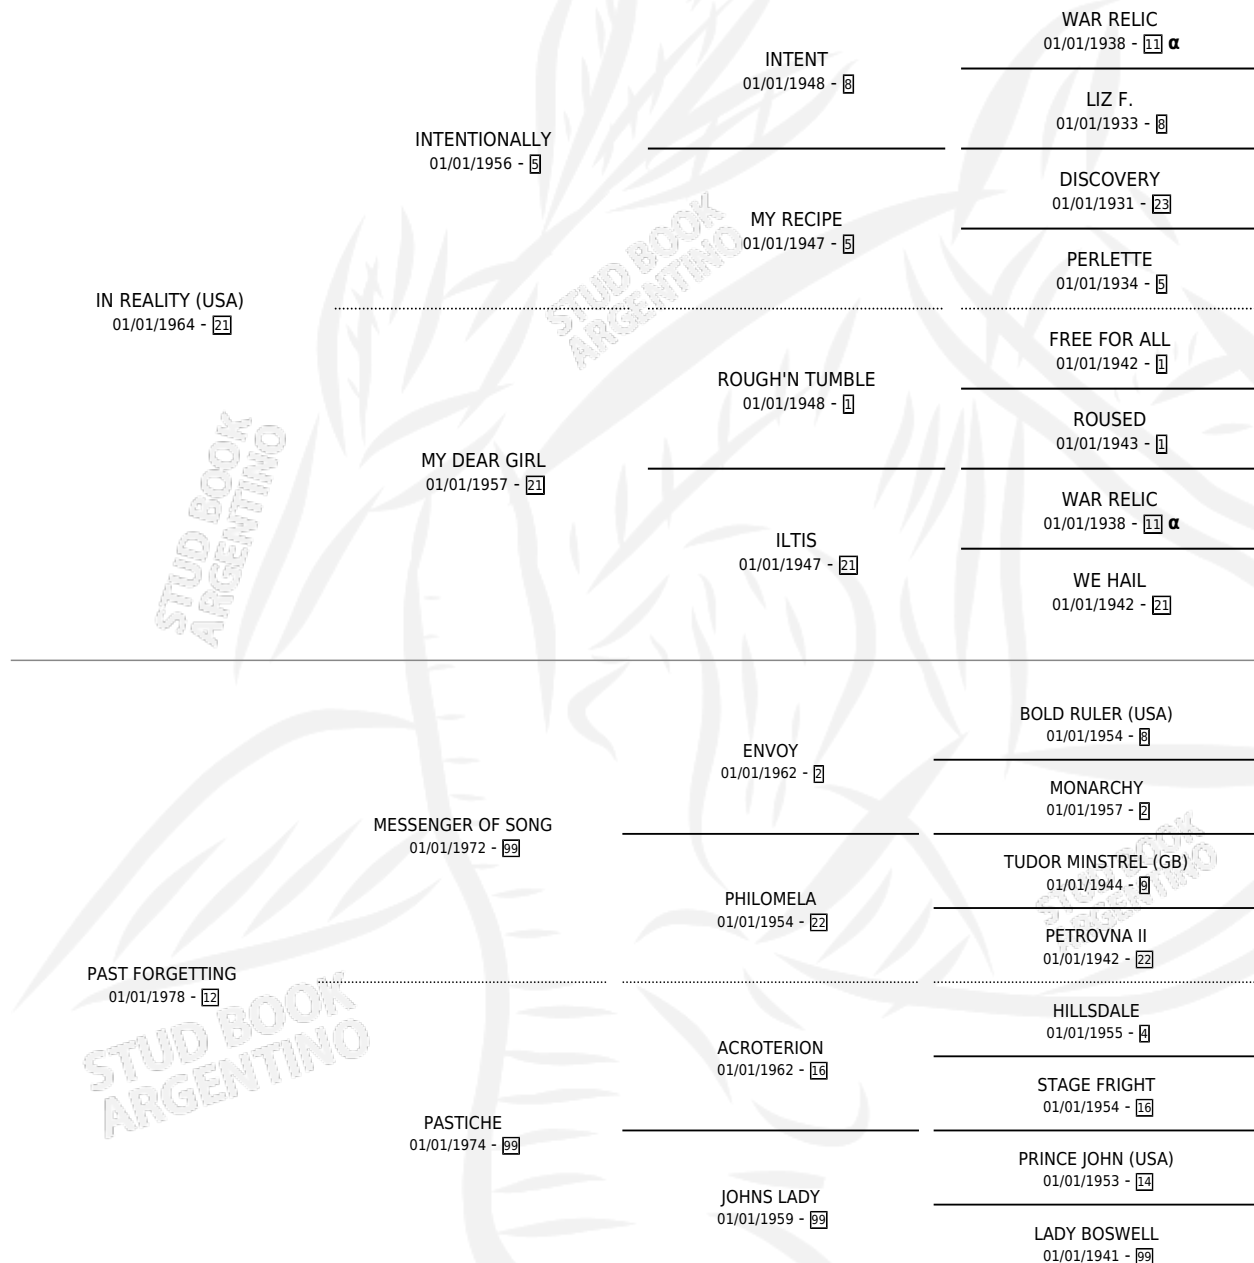 WAR RELIC
01/01/1938 - 11 α
INTENT
01/01/1948 - 8
LIZ F.
01/01/1933 - 8
INTENTIONALLY
01/01/1956 - 5
DISCOVERY
01/01/1931 - 23
MY RECIPE
01/01/1947 - 5
PERLETTE
01/01/1934 - 5
IN REALITY (USA)
01/01/1964 - 21
FREE FOR ALL
01/01/1942 - 1
ROUGH'N TUMBLE
01/01/1948 - 1
ROUSED
01/01/1943 - 1
MY DEAR GIRL
01/01/1957 - 21
WAR RELIC
01/01/1938 - 11 α
ILTIS
01/01/1947 - 21
WE HAIL
01/01/1942 - 21
BOLD RULER (USA)
01/01/1954 - 8
ENVOY
01/01/1962 - 2
MONARCHY
01/01/1957 - 2
MESSENGER OF SONG
01/01/1972 - 99
TUDOR MINSTREL (GB)
01/01/1944 - 9
PHILOMELA
01/01/1954 - 22
PETROVNA II
01/01/1942 - 22
PAST FORGETTING
01/01/1978 - 12
HILLSDALE
01/01/1955 - 4
ACROTERION
01/01/1962 - 16
STAGE FRIGHT
01/01/1954 - 16
PASTICHE
01/01/1974 - 99
PRINCE JOHN (USA)
01/01/1953 - 14
JOHNS LADY
01/01/1959 - 99
LADY BOSWELL
01/01/1941 - 99
STUD BOOK
ARGENTINO
STUD BOOK
ARGENTINO
STUD BOOK
ARGENTINO
STUD BOOK
ARGENTINO